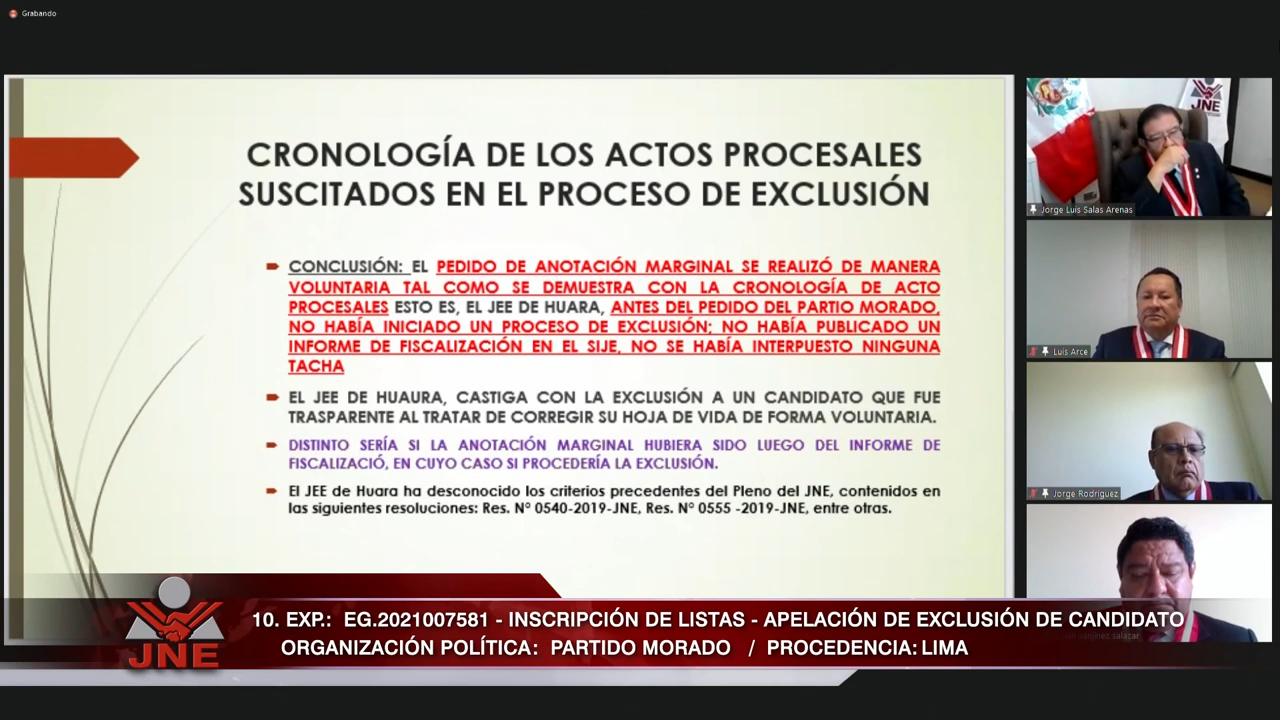 Grabando
CRONOLOGÍA DE LOS ACTOS PROCESALES
SUSCITADOS EN EL PROCESO DE EXCLUSIÓN
CONCLUSIÓN: EL PEDIDO DE ANOTACIÓN MARGINAL SE REALIZÓ DE MANERA
VOLUNTARIA TAL COMO SE DEMUESTRA CON LA CRONOLOGÍA DE ACTO
PROCESALES ESTO ES, EL JEE DE HUARA, ANTES DEL PEDIDO DEL PARTIO MORADO,
NO HABÍA INICIADO UN PROCESO DE EXCLUSIÓN; NO HABÍA PUBLICADO UN
INFORME DE FISCALIZACIÓN EN EL SIJE, NO SE HABÍA INTERPUESTO NINGUNA
TACHA
EL JEE DE HUAURA, CASTIGA CON LA EXCLUSIÓN A UN CANDIDATO QUE FUE
TRASPARENTE AL TRATAR DE CORREGIR SU HOJA DE VIDA DE FORMA VOLUNTARIA.
DISTINTO SERÍA SI LA ANOTACIÓN MARGINAL HUBIERA SIDO LUEGO DEL INFORME DE
FISCALIZACIÓ, EN CUYO CASO SI PROCEDERÍA LA EXCLUSIÓN.
El JEE de Huara ha desconocido los criterios precedentes del Pleno del JNE, contenidos en
las siguientes resoluciones: Res. N° 0540-2019-JNE, Res. N° 0555 -2019-JNE, entre otras.
JNE
Jorge Luis Salas Arenas
Luis Arce
Jorge Rodriguez
salazar
JNE
10. EXP.: EG.2021007581 - INSCRIPCIÓN DE LISTAS - APELACIÓN DE EXCLUSIÓN DE CANDIDATO
ORGANIZACIÓN POLÍTICA: PARTIDO MORADO / PROCEDENCIA: LIMA